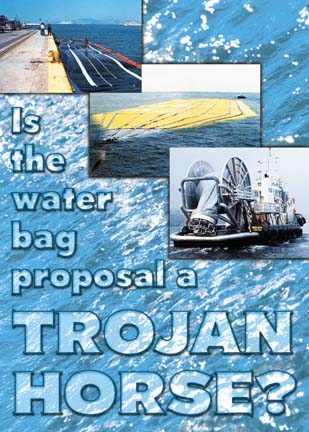 Is
the
water
bag
proposal a
TROJAN
HORSE?